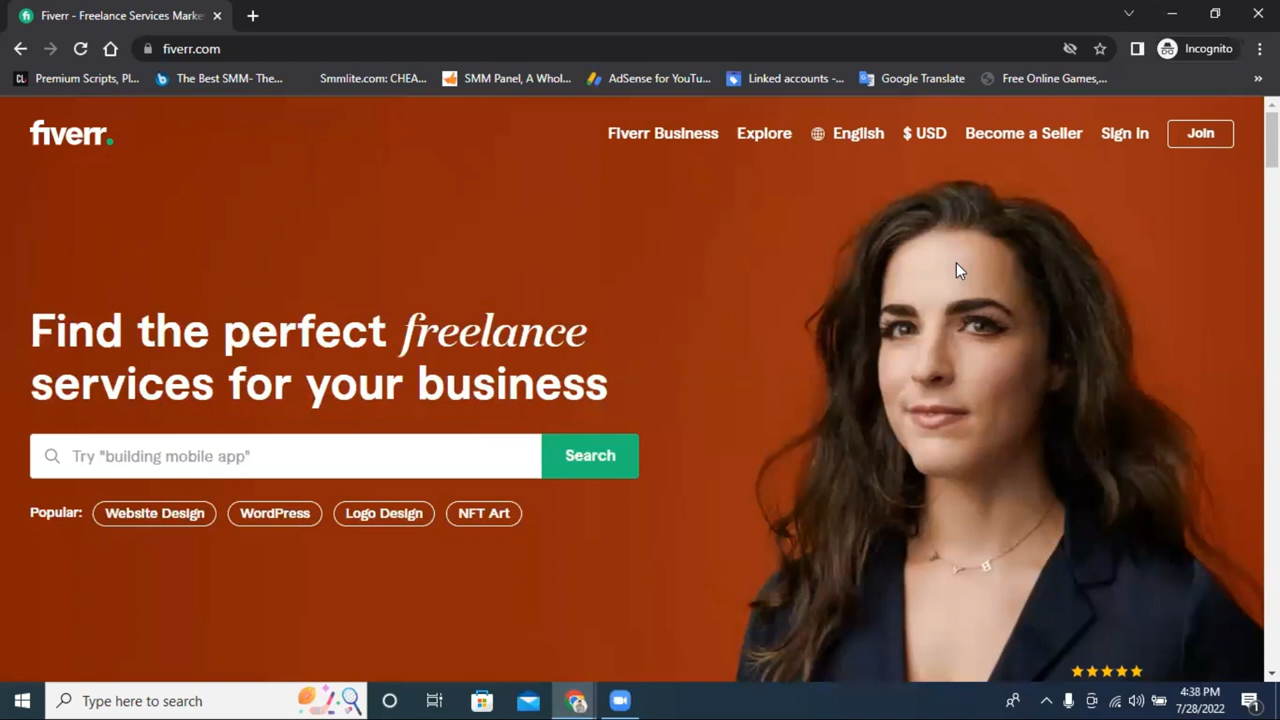 Fiverr - Freelance Services Marke
fiverr.com
Incognito
CL Premium Scripts, Pl...
The Best SMM- The...
Smmlite.com: CHEA...
SMM Panel, A Whol...
AdSense for YouTu...
Linked accounts -...
Google Translate
Free Online Games,...
»
fiverr.
Fiverr Business
Explore
English
$ USD
Become a Seller
Sign In
Join
Find the perfect freelance
services for your business
Try "building mobile app"
Search
Popular:
Website Design
WordPress
Logo Design
NFT Art
Type here to search
4:38 PM
7/28/2022
1